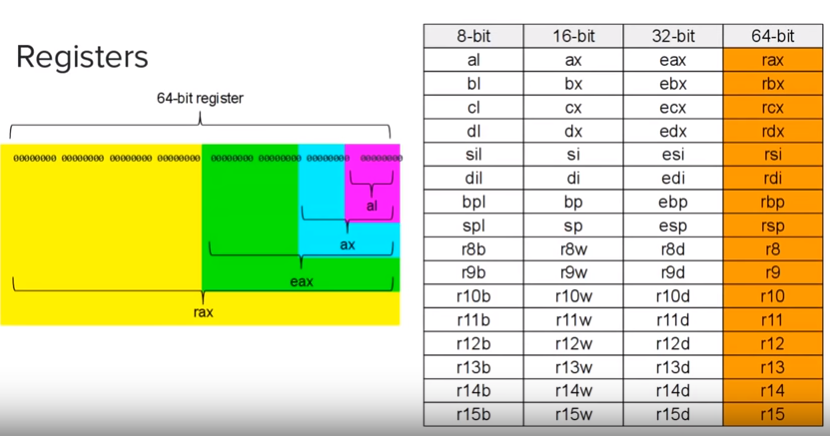 Registers
64-bit register
00000000 00000000 00000000 00000000 00000000 00000000 00000000 00000000
al
ax
eax
rax
8-bit 16-bit 32-bit 64-bit
al ax eax rax
bl bx ebx rbx
cl cx ecx rcx
dl dx edx rdx
sil si esi rsi
dil di edi rdi
bpl bp ebp rbp
spl sp esp rsp
r8b r8w r8d r8
r9b r9w r9d r9
r10b r10w r10d r10
r11b r11w r11d r11
r12b r12w r12d r12
r13b r13w r13d r13
r14b r14w r14d r14
r15b r15w r15d r15